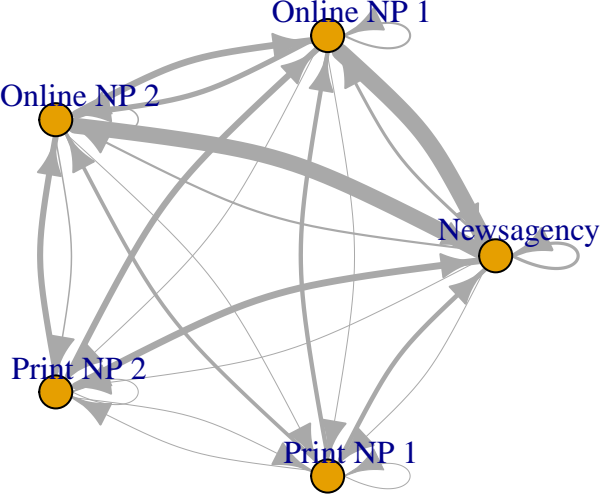 Online NP 1
Online NP 2
Newsagency
Print NP 2
Print NP 1